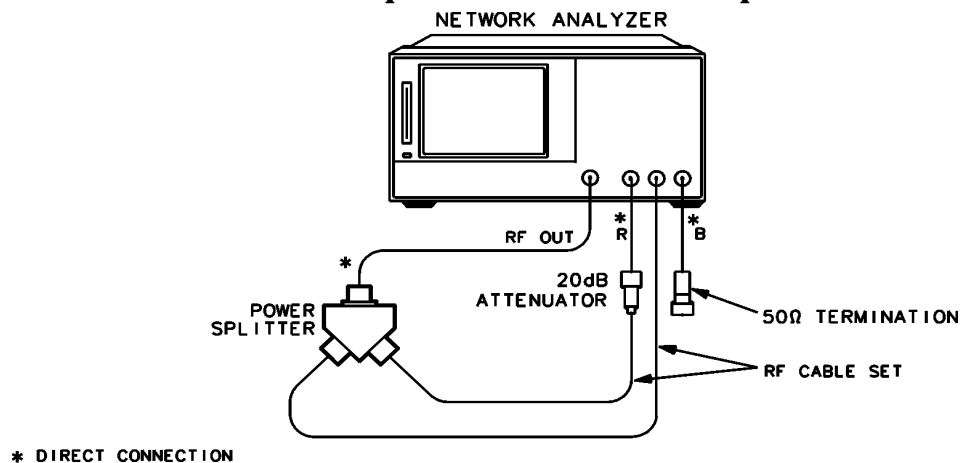 NETWORK ANALYZER
RF OUT
*
R
*
B
*
20dB
ATTENUATOR
POWER
SPLITTER
50Ω TERMINATION
RF CABLE SET
* DIRECT CONNECTION